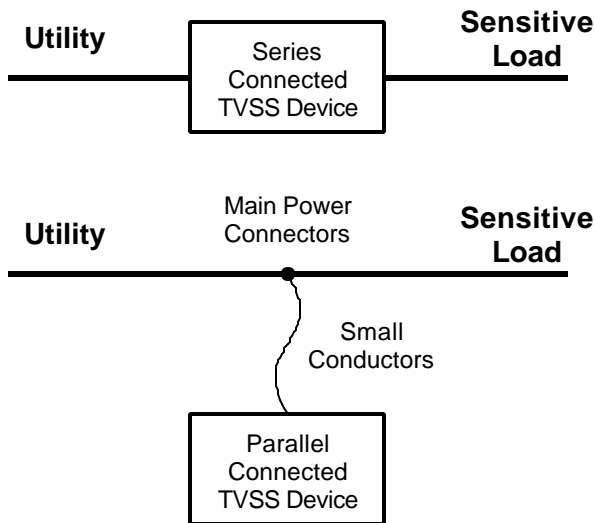 Utility
Series
Connected
TVSS Device
Sensitive
Load
Utility
Main Power
Connectors
Sensitive
Load
Small
Conductors
Parallel
Connected
TVSS Device